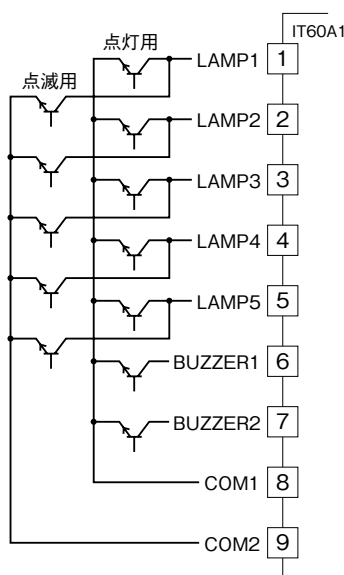 IT60A1
点灯用
点滅用
LAMP1 1
LAMP2 2
LAMP3 3
LAMP4 4
LAMP5 5
BUZZER1 6
BUZZER2 7
COM1 8
COM2 9